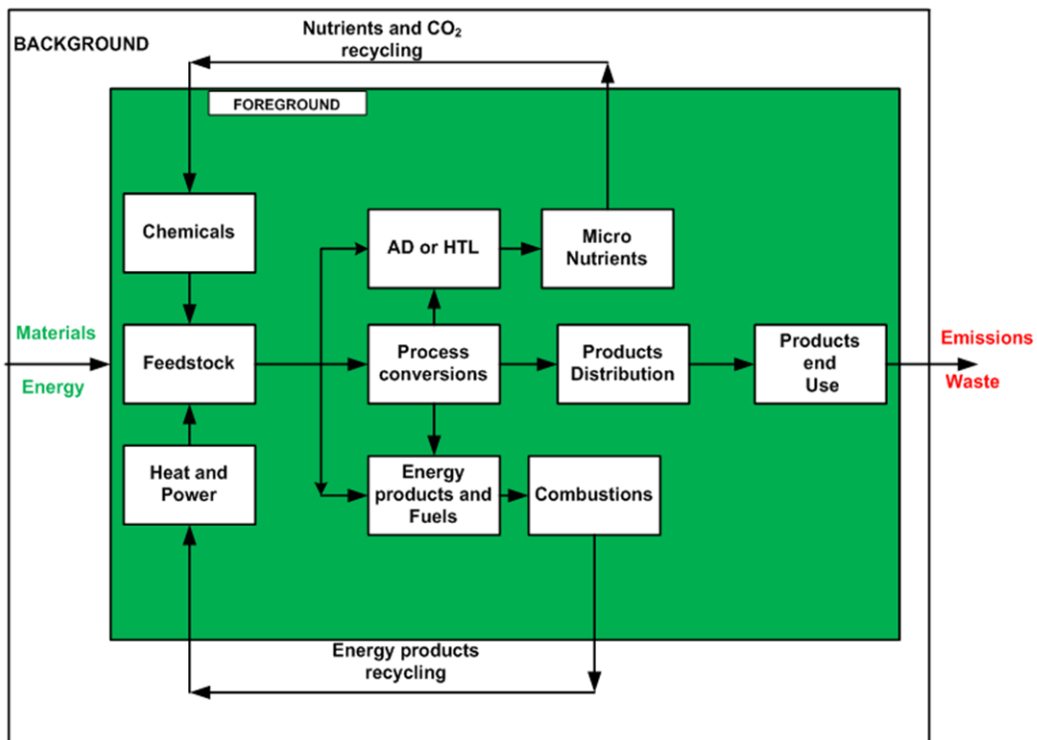 Nutrients and CO₂
recycling
BACKGROUND
FOREGROUND
Chemicals
AD or HTL
Micro
Nutrients
Materials
Energy
Feedstock
Process
conversions
Products
Distribution
Products
end
Use
Emissions
Waste
Heat and
Power
Energy
products and
Fuels
Combustions
Energy products
recycling